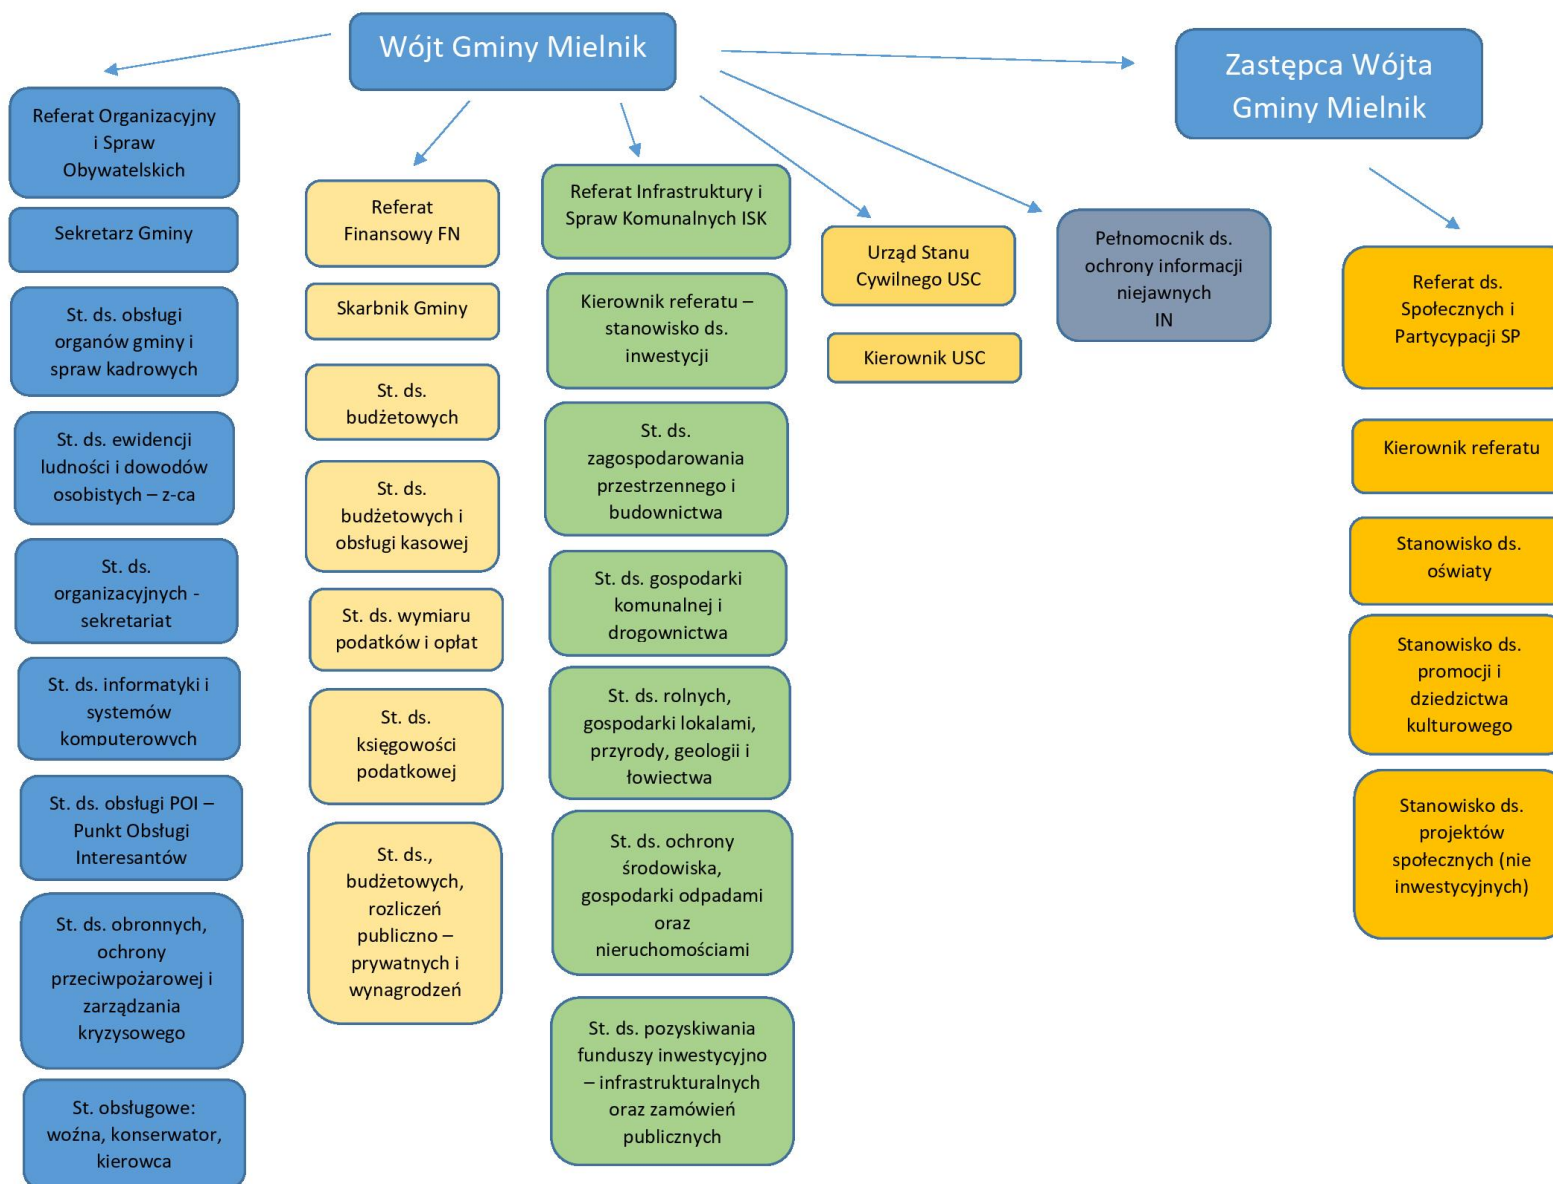 Wójt Gminy Mielnik
Zastępca Wójta
Gminy Mielnik
Referat Organizacyjny
i Spraw
Obywatelskich
Sekretarz Gminy
St. ds. obsługi
organów gminy i
spraw kadrowych
St. ds. ewidencji
ludności i dowodów
osobistych – z-ca
St. ds.
organizacyjnych -
sekretariat
St. ds. informatyki i
systemów
komputerowych
St. ds. obsługi POI –
Punkt Obsługi
Interesantów
St. ds. obronnych,
ochrony
przeciwpożarowej i
zarządzania
kryzysowego
St. obsługowe:
woźna, konserwator,
kierowca
Referat
Finansowy FN
Skarbnik Gminy
St. ds.
budżetowych
St. ds.
budżetowych i
obsługi kasowej
St. ds. wymiaru
podatków i opłat
St. ds.
księgowości
podatkowej
St. ds.,
budżetowych,
rozliczeń
publiczno –
prywatnych i
wynagrodzeń
Referat Infrastruktury i
Spraw Komunalnych ISK
Kierownik referatu –
stanowisko ds.
inwestycji
St. ds.
zagospodarowania
przestrzennego i
budownictwa
St. ds. gospodarki
komunalnej i
drogownictwa
St. ds. rolnych,
gospodarki lokalami,
przyrody, geologii i
łowiectwa
St. ds. ochrony
środowiska,
gospodarki odpadami
oraz
nieruchomościami
St. ds. pozyskiwania
funduszy inwestycyjno
– infrastrukturalnych
oraz zamówień
publicznych
Urząd Stanu
Cywilnego USC
Kierownik USC
Pełnomocnik ds.
ochrony informacji
niejawnych
IN
Referat ds.
Społecznych i
Partycypacji SP
Kierownik referatu
Stanowisko ds.
oświaty
Stanowisko ds.
promocji i
dziedzictwa
kulturowego
Stanowisko ds.
projektów
społecznych (nie
inwestycyjnych)